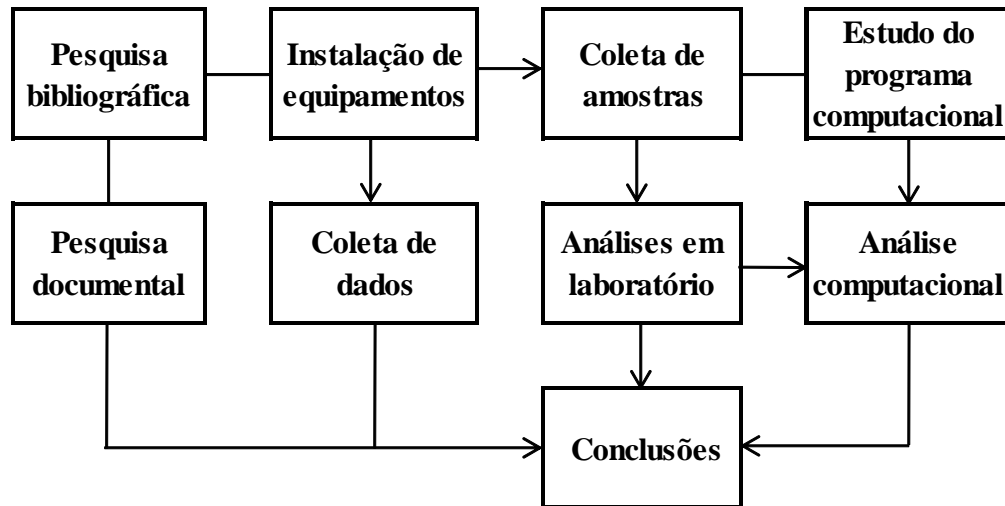 Pesquisa
bibliográfica
Instalação de
equipamentos
Coleta de
amostras
Estudo do
programa
computacional
Pesquisa
documental
Coleta de
dados
Análises em
laboratório
Análise
computacional
Conclusões